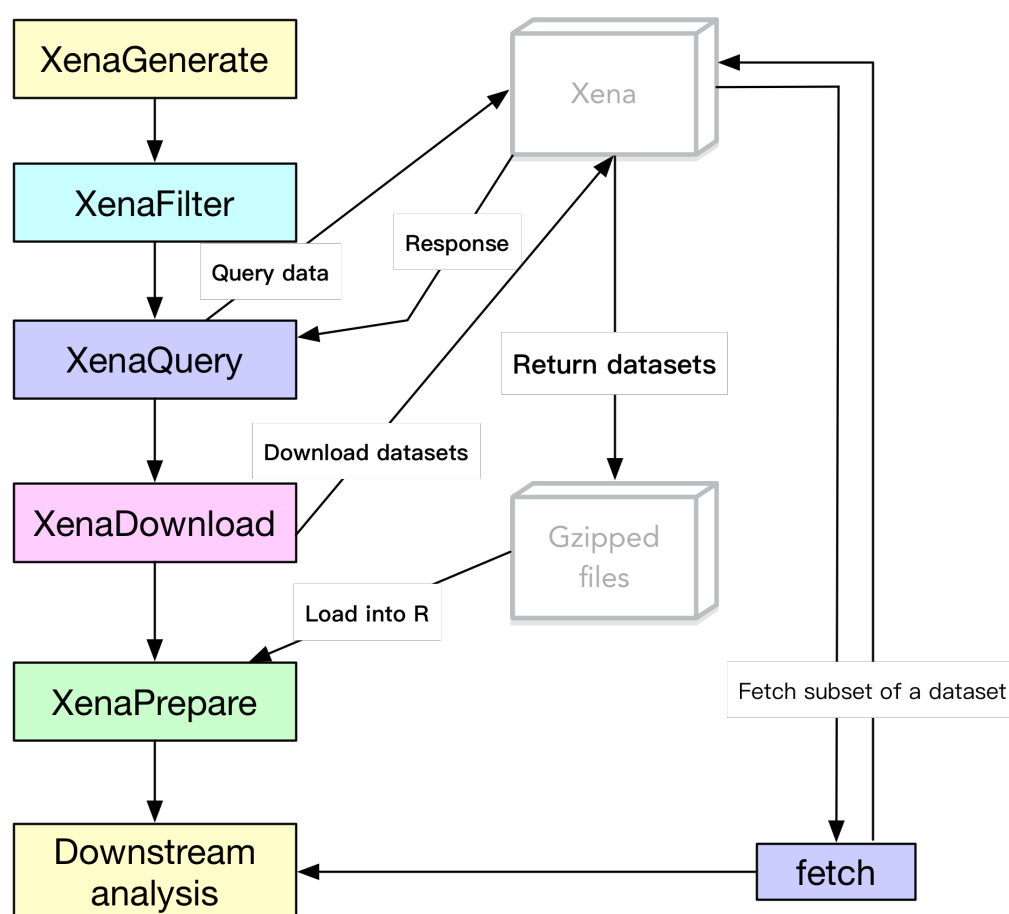 XenaGenerate
Xena
XenaFilter
Response
Query data
XenaQuery
Return datasets
Download datasets
XenaDownload
Gzipped
files
Load into R
XenaPrepare
Fetch subset of a dataset
Downstream
analysis
fetch